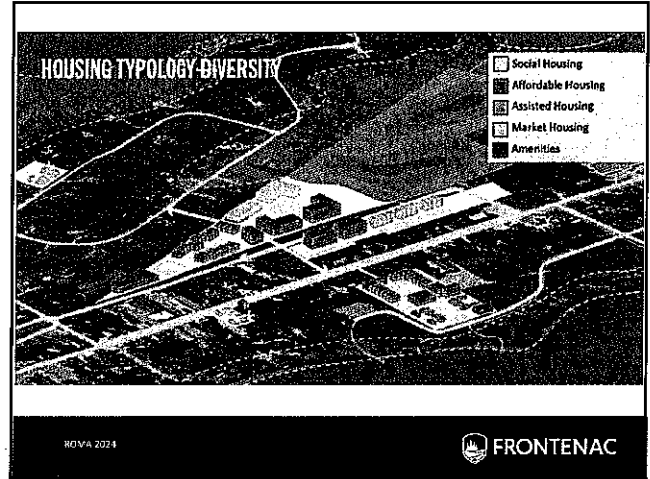 HOUSING TYPOLOGY DIVERSITY
Social Housing
Affordable Housing
Assisted Housing
Market Housing
Amenities
ROMA 2024
FRONTENAC